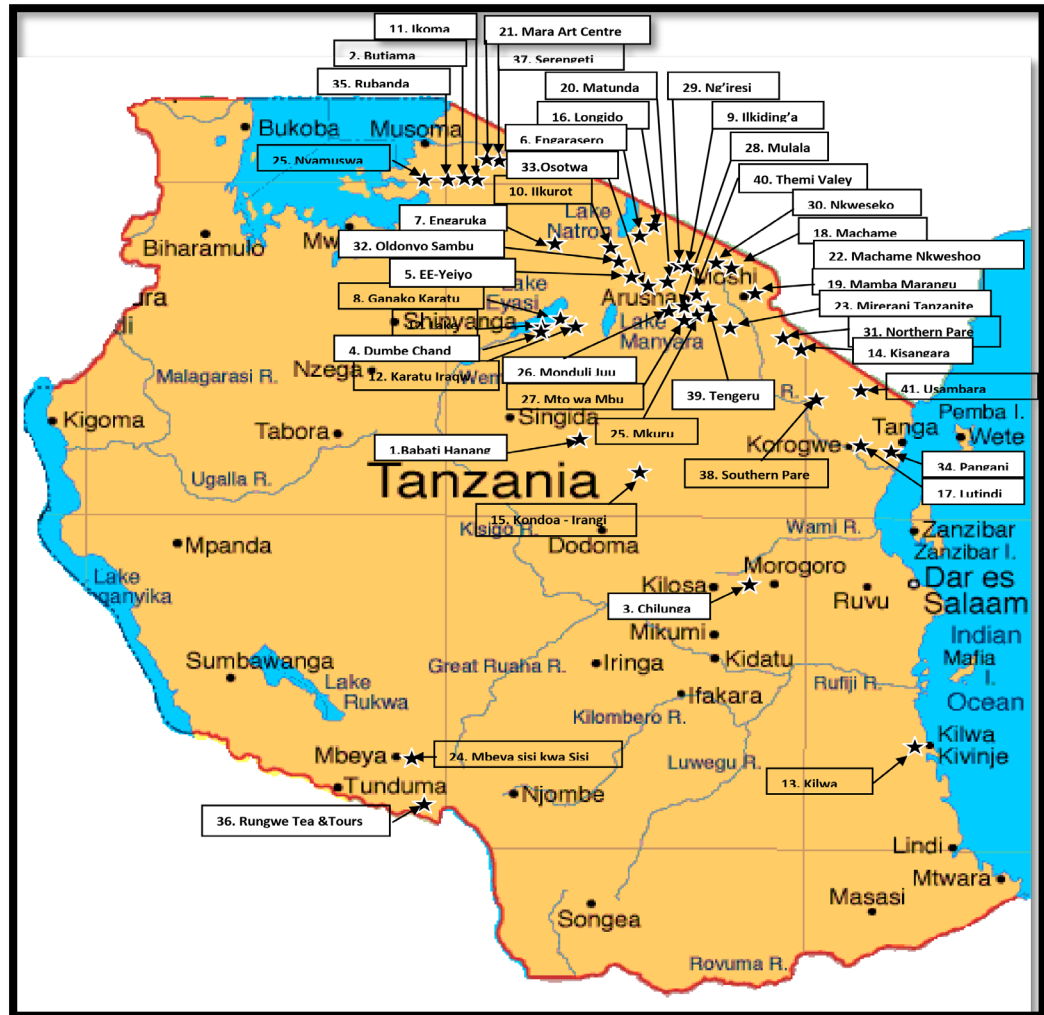 11. Ikoma
21. Mara Art Centre
2. Butiama
37. Serengeti
35. Rubanda
20. Matunda
29. Ng'iresi
16. Longido
9. Ilkiding'a
Bukoba
Musoma
6. Engarasero
28. Mulala
25. Nyamuswa
33.Osotwa
40. Themi Valey
10. Ilkurot
30. Nkweseko
Lake
Natron
7. Engaruka
18. Machame
Biharamulo
32. Oldonyo Sambu
22. Machame Nkweshoo
5. EE-Yeiyo
Moshi
19. Mamba Marangu
Lake
Eyasi
Arusha
8. Ganako Karatu
23. Mirerani Tanzanite
Shinyanga
Lake
Manyara
31. Northern Pare
4. Dumbe Chand
14. Kisangara
Malagarasi R.
Nzega
12. Karatu Iraqw
26. Monduli Juu
R.
41. Usambara
27. Mto wa Mbu
39. Tengeru
Kigoma
Tabora
Singida
Tanga
Pemba I.
Wete
25. Mkuru
1.Babati Hanang
Korogwe
34. Pangani
Ugalla R.
Tanzania
38. Southern Pare
17. Lutindi
15. Kondoa - Irangi
Kisigo R.
Wami R.
Mpanda
Dodoma
Zanzibar
Zanzibar I.
Lake
Morogoro
Dar es
Salaam
Kilosa
Ruvu
3. Chilunga
Mikumi
Indian
Sumbawanga
Great Ruaha R.
Iringa
Kidatu
Mafia
I.
Lake
Rukwa
Rufiji R.
Ifakara
Ocean
Kilombero R.
Mbeya
24. Mbeya sisi kwa Sisi
Luwegu R.
Kilwa
Kivinje
Tunduma
13. Kilwa
Njombe
36. Rungwe Tea &Tours
Lindi
Mtwara
Masasi
Songea
Rovuma R.